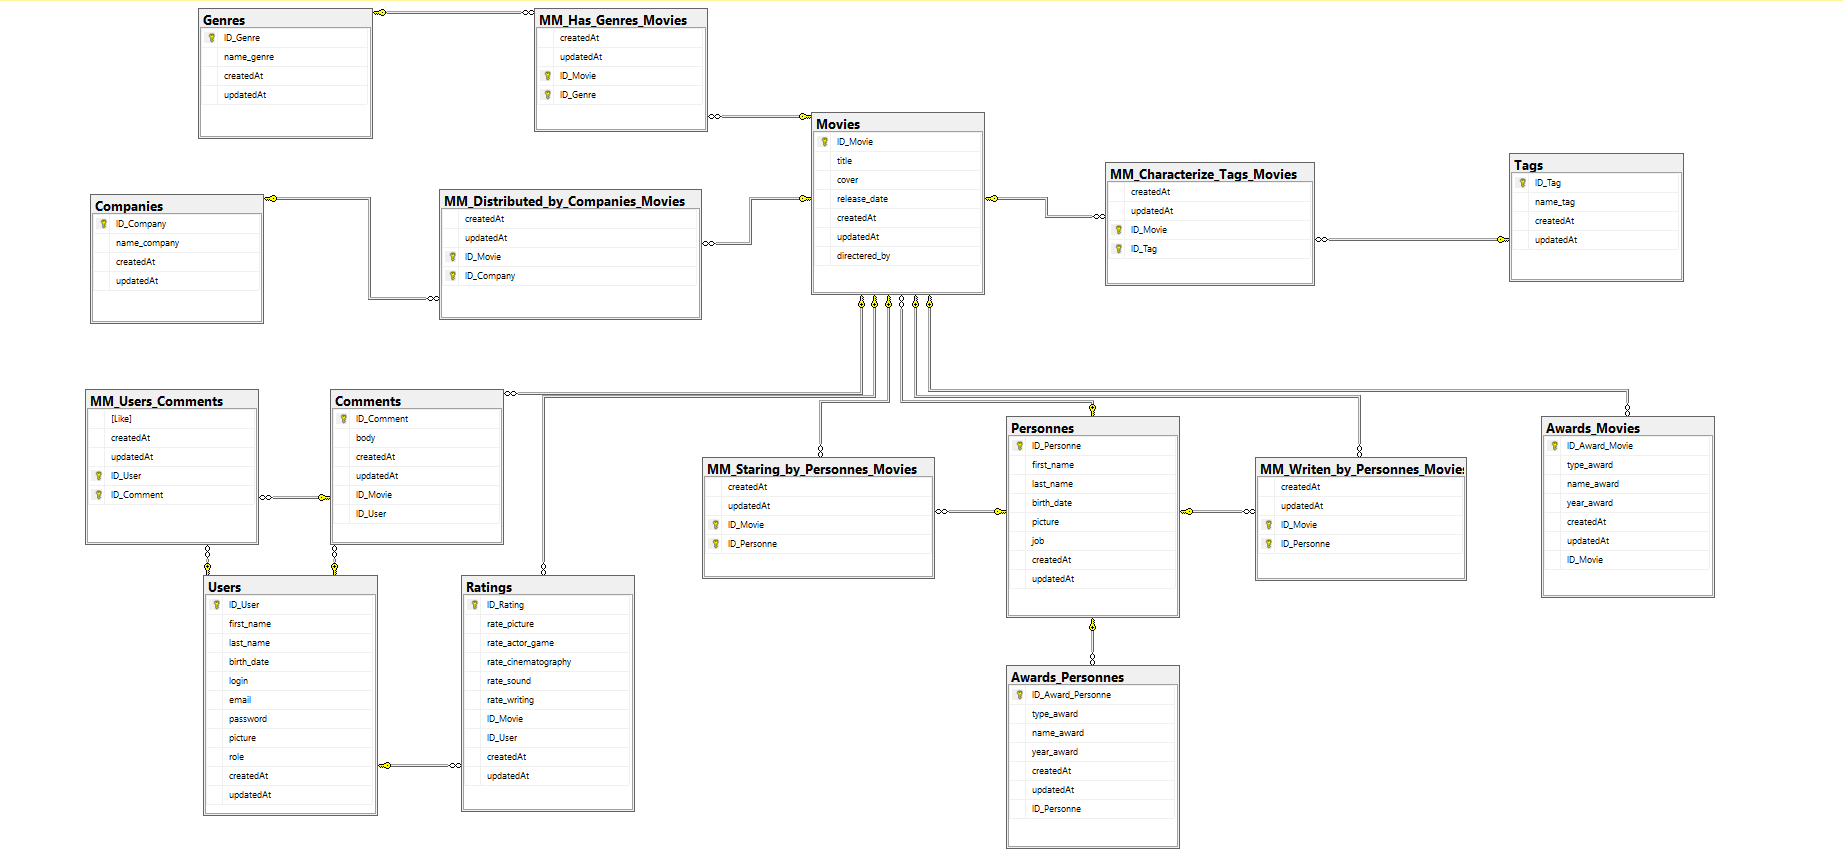 Genres
ID_Genre
name_genre
createdAt
updatedAt
MM_Has_Genres_Movies
createdAt
updatedAt
ID_Movie
ID_Genre
Movies
ID_Movie
title
cover
release_date
createdAt
updatedAt
directered_by
MM_Characterize_Tags_Movies
createdAt
updatedAt
ID_Movie
ID_Tag
Tags
ID_Tag
name_tag
createdAt
updatedAt
Companies
ID_Company
name_company
createdAt
updatedAt
MM_Distributed_by_Companies_Movies
createdAt
updatedAt
ID_Movie
ID_Company
MM_Users_Comments
[Like]
createdAt
updatedAt
ID_User
ID_Comment
Comments
ID_Comment
body
createdAt
updatedAt
ID_Movie
ID_User
MM_Staring_by_Personnes_Movies
createdAt
updatedAt
ID_Movie
ID_Personne
Personnes
ID_Personne
first_name
last_name
birth_date
picture
job
createdAt
updatedAt
MM_Writen_by_Personnes_Movies
createdAt
updatedAt
ID_Movie
ID_Personne
Awards_Movies
ID_Award_Movie
type_award
name_award
year_award
createdAt
updatedAt
ID_Movie
Users
ID_User
first_name
last_name
birth_date
login
email
password
picture
role
createdAt
updatedAt
Ratings
ID_Rating
rate_picture
rate_actor_game
rate_cinematography
rate_sound
rate_writing
ID_Movie
ID_User
createdAt
updatedAt
Awards_Personnes
ID_Award_Personne
type_award
name_award
year_award
createdAt
updatedAt
ID_Personne